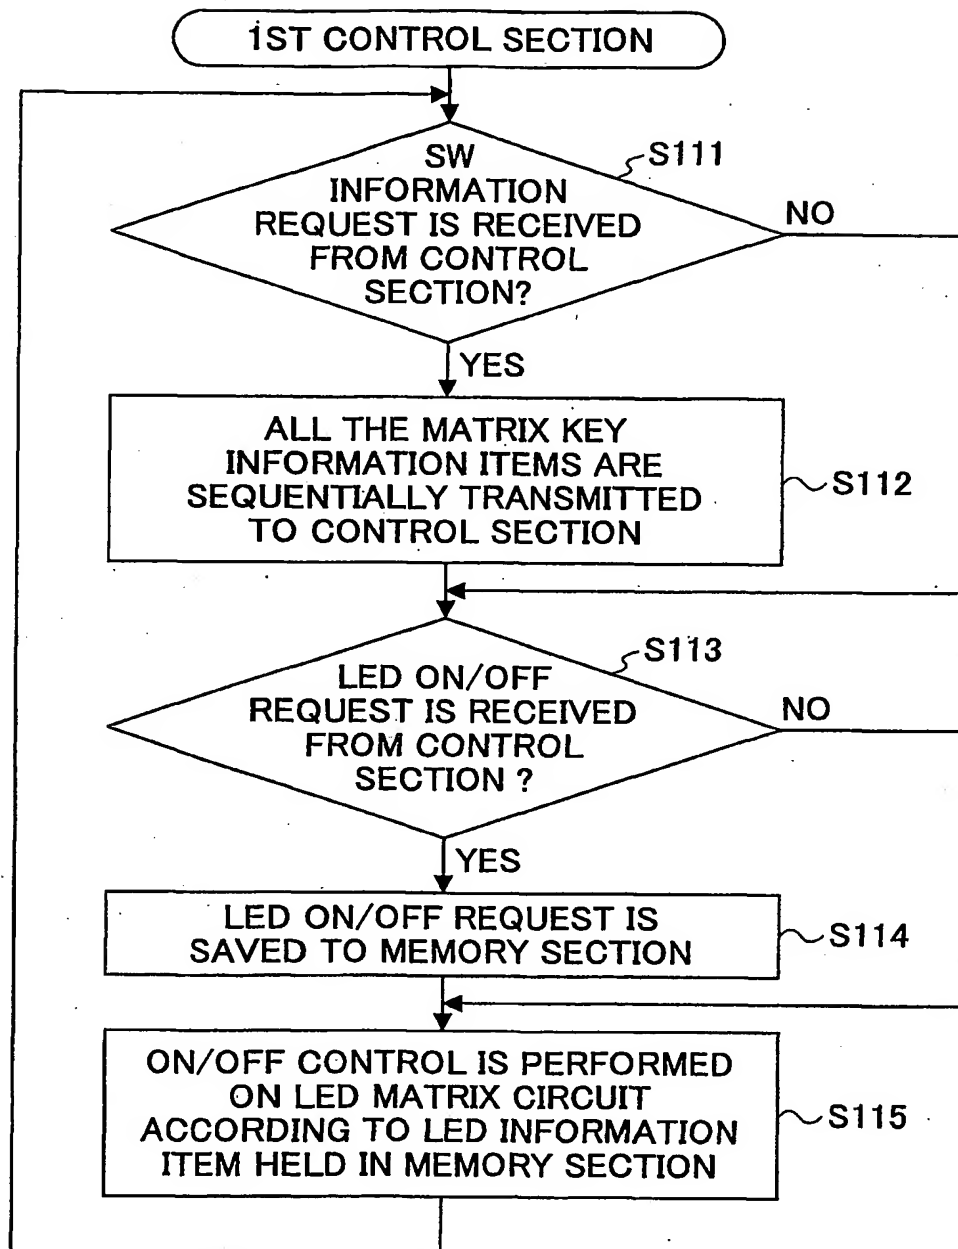 1ST CONTROL SECTION
SW
INFORMATION
REQUEST IS RECEIVED
FROM CONTROL
SECTION?
S111
NO
YES
ALL THE MATRIX KEY
INFORMATION ITEMS ARE
SEQUENTIALLY TRANSMITTED
TO CONTROL SECTION
S112
LED ON/OFF
REQUEST IS RECEIVED
FROM CONTROL
SECTION ?
S113
NO
YES
LED ON/OFF REQUEST IS
SAVED TO MEMORY SECTION
S114
ON/OFF CONTROL IS PERFORMED
ON LED MATRIX CIRCUIT
ACCORDING TO LED INFORMATION
ITEM HELD IN MEMORY SECTION
S115